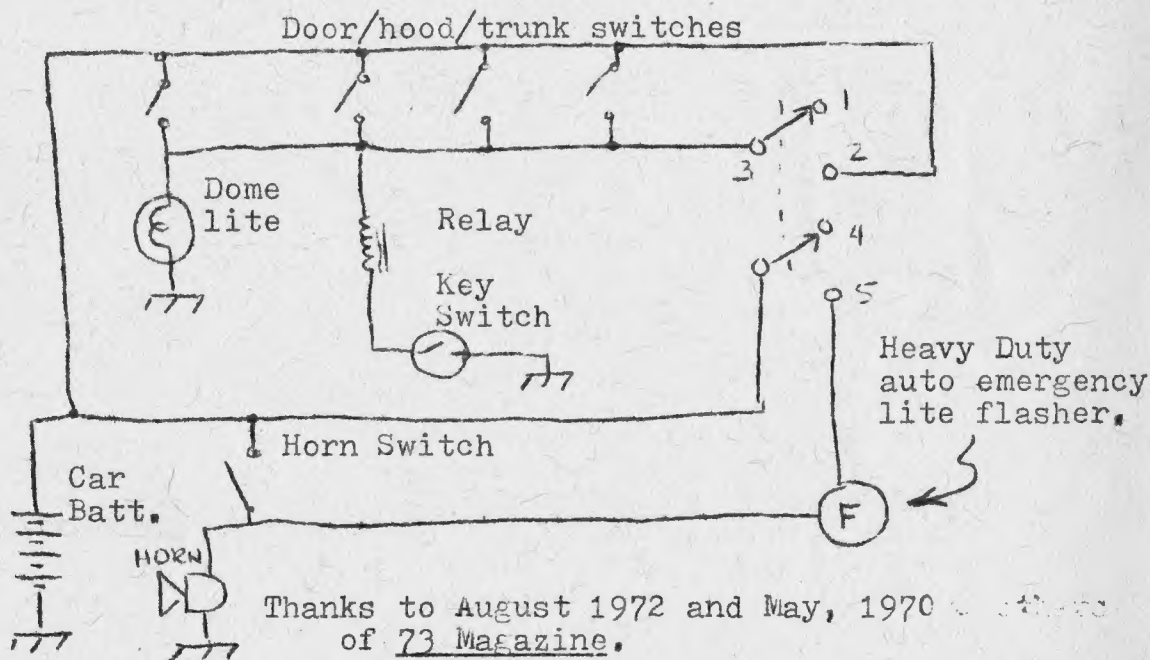 Door/hood/trunk switches
1
3
2
Dome
lite
Relay
4
Key
Switch
5
Heavy Duty
auto emergency
lite flasher.
Horn Switch
Car
Batt.
F
HORN
Thanks to August 1972 and May, 1970
of 73 Magazine.